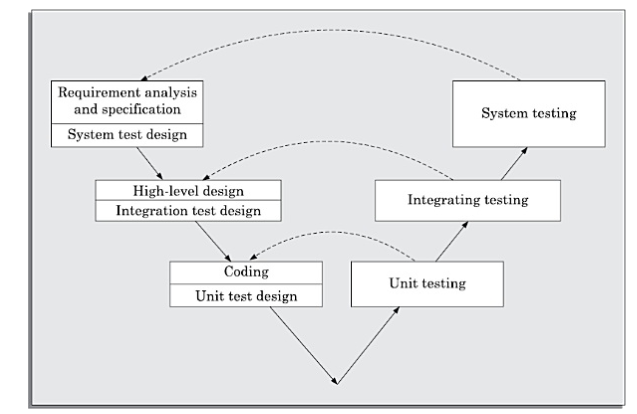 Requirement analysis
and specification
System test design
System testing
High-level design
Integration test design
Integrating testing
Coding
Unit test design
Unit testing